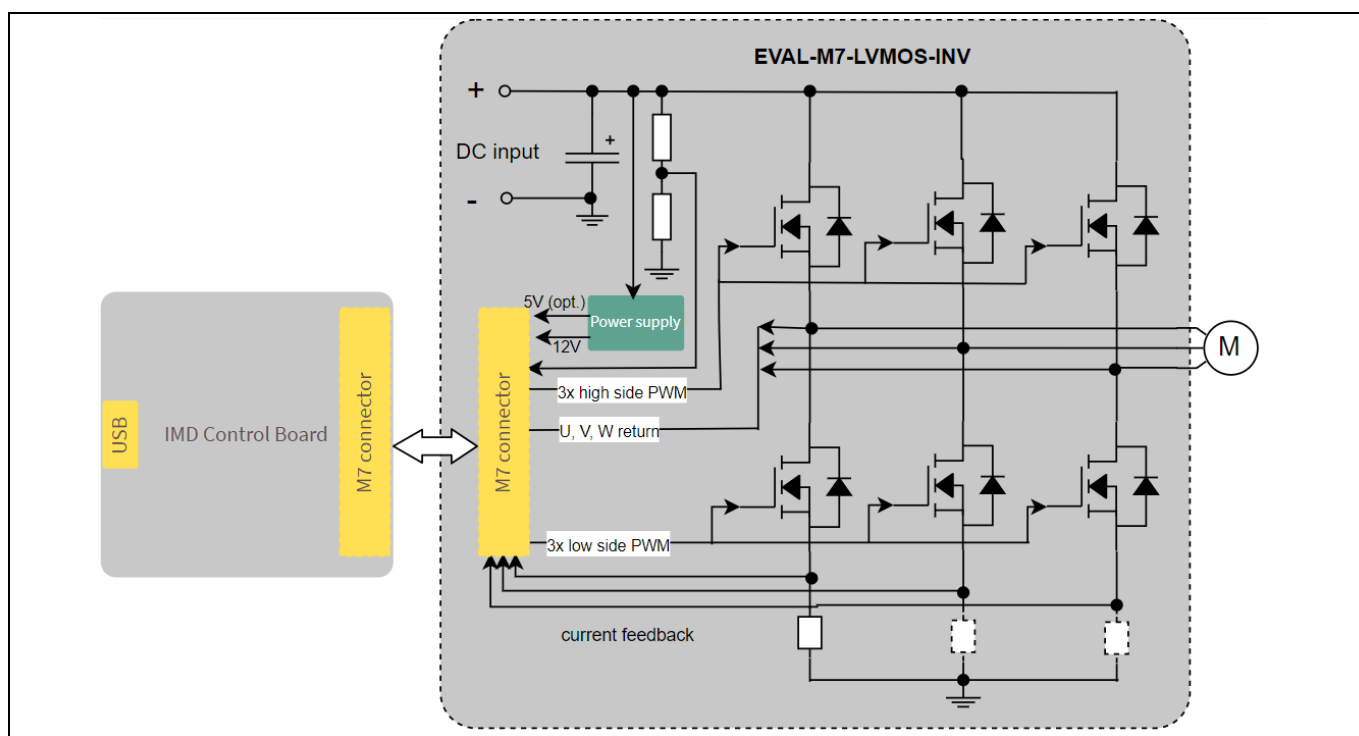 EVAL-M7-LVMOS-INV
+
+
DC input
-
5V (opt.)
Power supply
12V
M
3x high side PWM
USB
IMD Control Board
M7 connector
M7 connector
U, V, W return
3x low side PWM
current feedback